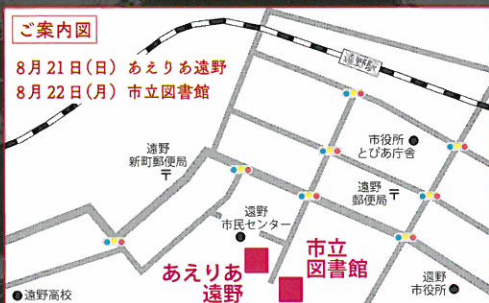 ご案内図
8月21日(日) あえりあ遠野
8月22日(月) 市立図書館
遠野駅
市役所
とぴあ庁舎
遠野
新町郵便局
遠野
郵便局
遠野
市民センター
市立
図書館
あえりあ
遠野
遠野
市役所
遠野高校